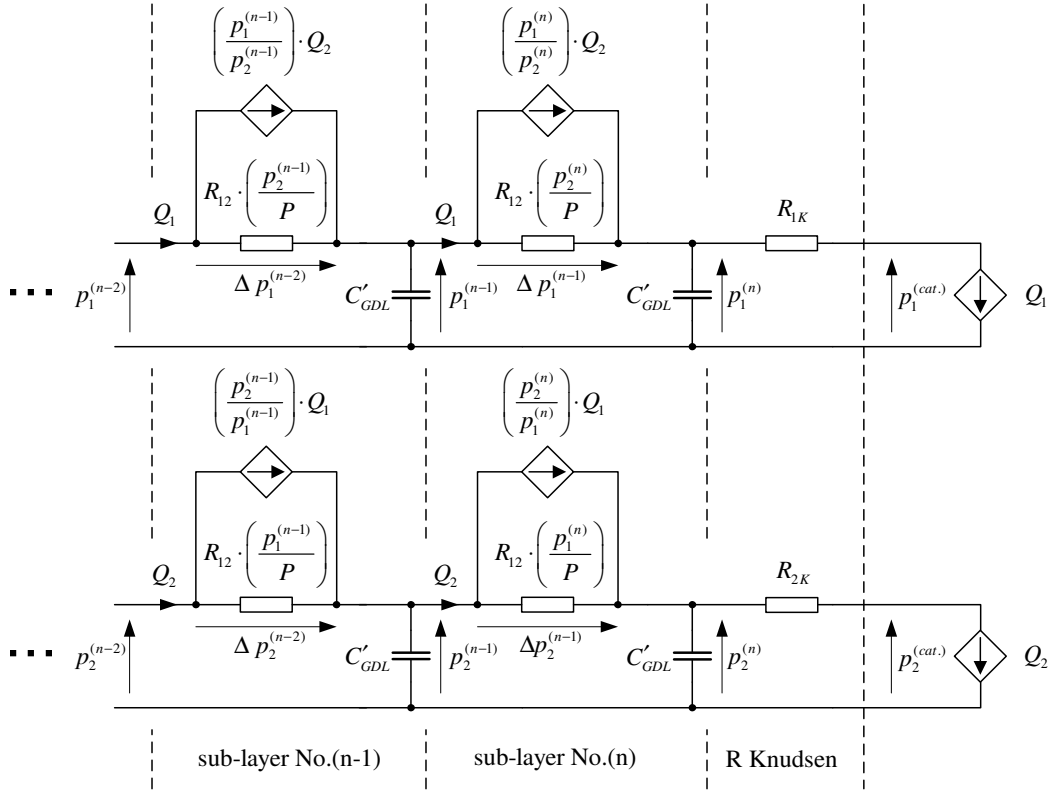 (p₁⁽ⁿ⁻¹⁾/p₂⁽ⁿ⁻¹⁾)·Q₂ (p₁⁽ⁿ⁾/p₂⁽ⁿ⁾)·Q₂
R₁₂·(p₂⁽ⁿ⁻¹⁾/P) R₁₂·(p₂⁽ⁿ⁾/P)
Q₁ Q₁ R₁K
... p₁⁽ⁿ⁻²⁾ Δp₁⁽ⁿ⁻²⁾ C′GDL p₁⁽ⁿ⁻¹⁾ Δp₁⁽ⁿ⁻¹⁾ C′GDL p₁⁽ⁿ⁾ p₁⁽ᶜᵃᵗ·⁾ Q₁
(p₂⁽ⁿ⁻¹⁾/p₁⁽ⁿ⁻¹⁾)·Q₁ (p₂⁽ⁿ⁾/p₁⁽ⁿ⁾)·Q₁
R₁₂·(p₁⁽ⁿ⁻¹⁾/P) R₁₂·(p₁⁽ⁿ⁾/P)
Q₂ Q₂ R₂K
... p₂⁽ⁿ⁻²⁾ Δp₂⁽ⁿ⁻²⁾ C′GDL p₂⁽ⁿ⁻¹⁾ Δp₂⁽ⁿ⁻¹⁾ C′GDL p₂⁽ⁿ⁾ p₂⁽ᶜᵃᵗ·⁾ Q₂
sub-layer No.(n-1) sub-layer No.(n) R Knudsen